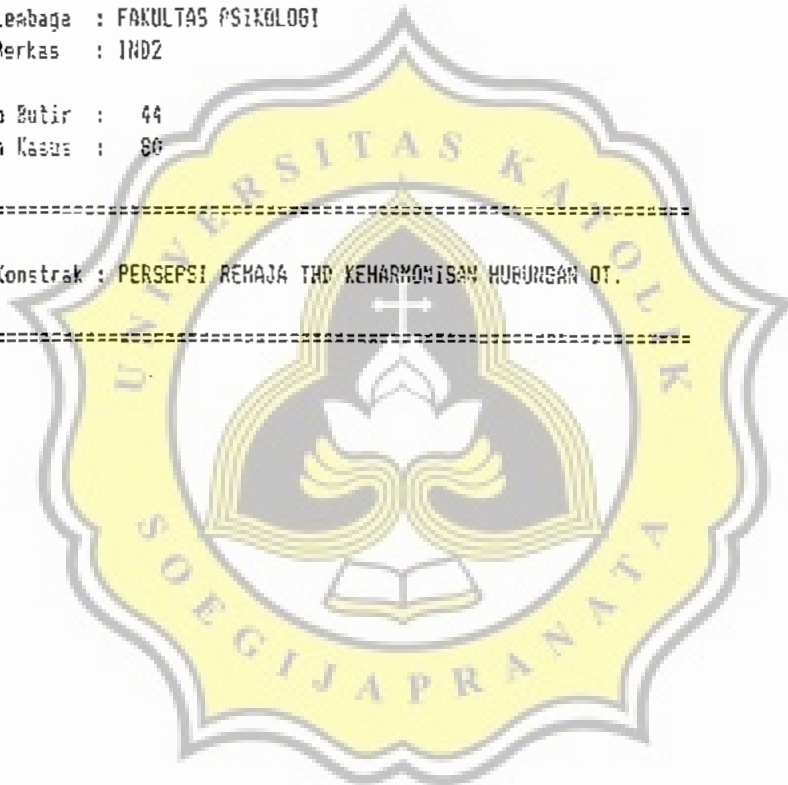 Lembaga : FAKULTAS PSIKOLOGI
Berkas : IND2
Butir : 44
Kasus : 80
Konstrak : PERSEPSI REMAJA THD KEHARMONISAN HUBUNGAN OT.
UNIVERSITAS KATOLIK
SOEGIJAPRANATA